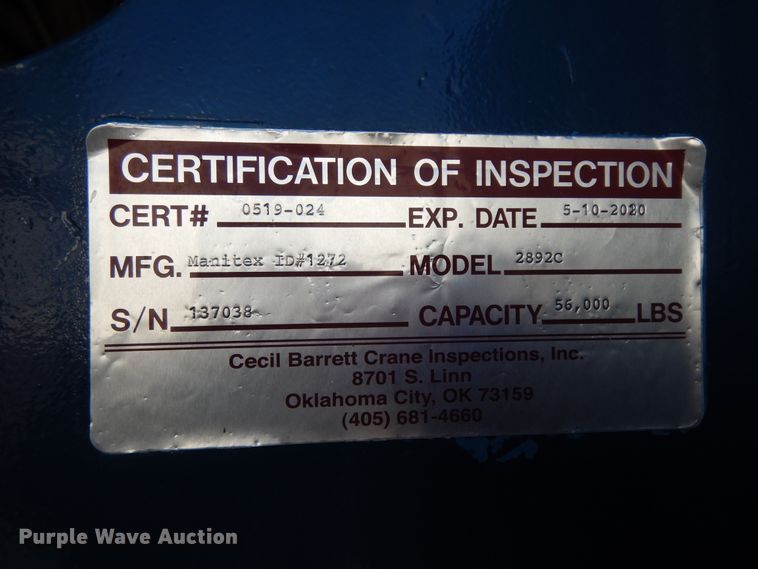 CERTIFICATION OF INSPECTION
CERT# 0519-024 EXP. DATE 5-10-2020
MFG. Manitex ID#1272 MODEL 2892C
S/N 137038 CAPACITY 56,000 LBS
Cecil Barrett Crane Inspections, Inc.
8701 S. Linn
Oklahoma City, OK 73159
(405) 681-4660
Purple Wave Auction